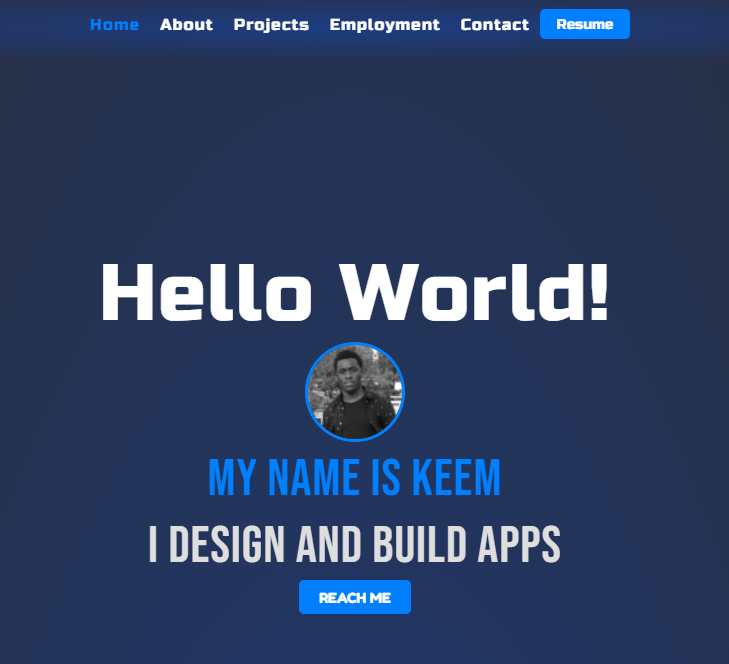 Home About Projects Employment Contact Resume
Hello World!
MY NAME IS KEEM
I DESIGN AND BUILD APPS
REACH ME